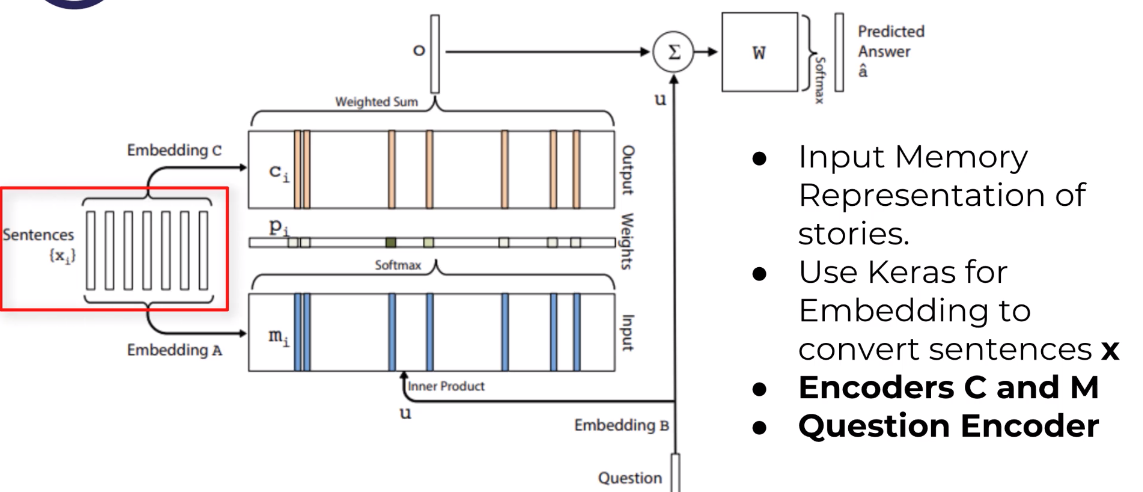 o
Σ
W
Softmax
Predicted
Answer
â
u
Weighted Sum
Embedding C
c_i
Output
Sentences
{x_i}
p_i
Weights
Softmax
m_i
Input
Embedding A
Inner Product
u
Embedding B
Question
● Input Memory
Representation of
stories.
● Use Keras for
Embedding to
convert sentences x
● Encoders C and M
● Question Encoder